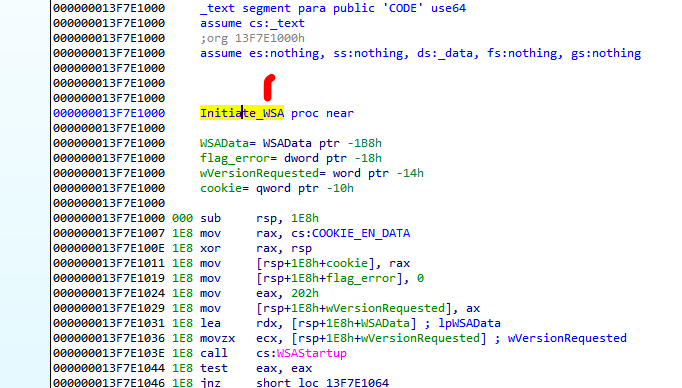 000000013F7E1000 _text segment para public 'CODE' use64
000000013F7E1000 assume cs:_text
000000013F7E1000 ;org 13F7E1000h
000000013F7E1000 assume es:nothing, ss:nothing, ds:_data, fs:nothing, gs:nothing
000000013F7E1000
000000013F7E1000
000000013F7E1000
000000013F7E1000 Initiate_WSA proc near
000000013F7E1000
000000013F7E1000 WSAData= WSAData ptr -1B8h
000000013F7E1000 flag_error= dword ptr -18h
000000013F7E1000 wVersionRequested= word ptr -14h
000000013F7E1000 cookie= qword ptr -10h
000000013F7E1000
000000013F7E1000 000 sub rsp, 1E8h
000000013F7E1007 1E8 mov rax, cs:COOKIE_EN_DATA
000000013F7E100E 1E8 xor rax, rsp
000000013F7E1011 1E8 mov [rsp+1E8h+cookie], rax
000000013F7E1019 1E8 mov [rsp+1E8h+flag_error], 0
000000013F7E1024 1E8 mov eax, 202h
000000013F7E1029 1E8 mov [rsp+1E8h+wVersionRequested], ax
000000013F7E1031 1E8 lea rdx, [rsp+1E8h+WSAData] ; lpWSAData
000000013F7E1036 1E8 movzx ecx, [rsp+1E8h+wVersionRequested] ; wVersionRequested
000000013F7E103E 1E8 call cs:WSAStartup
000000013F7E1044 1E8 test eax, eax
000000013F7E1046 1E8 jnz short loc_13F7E1064